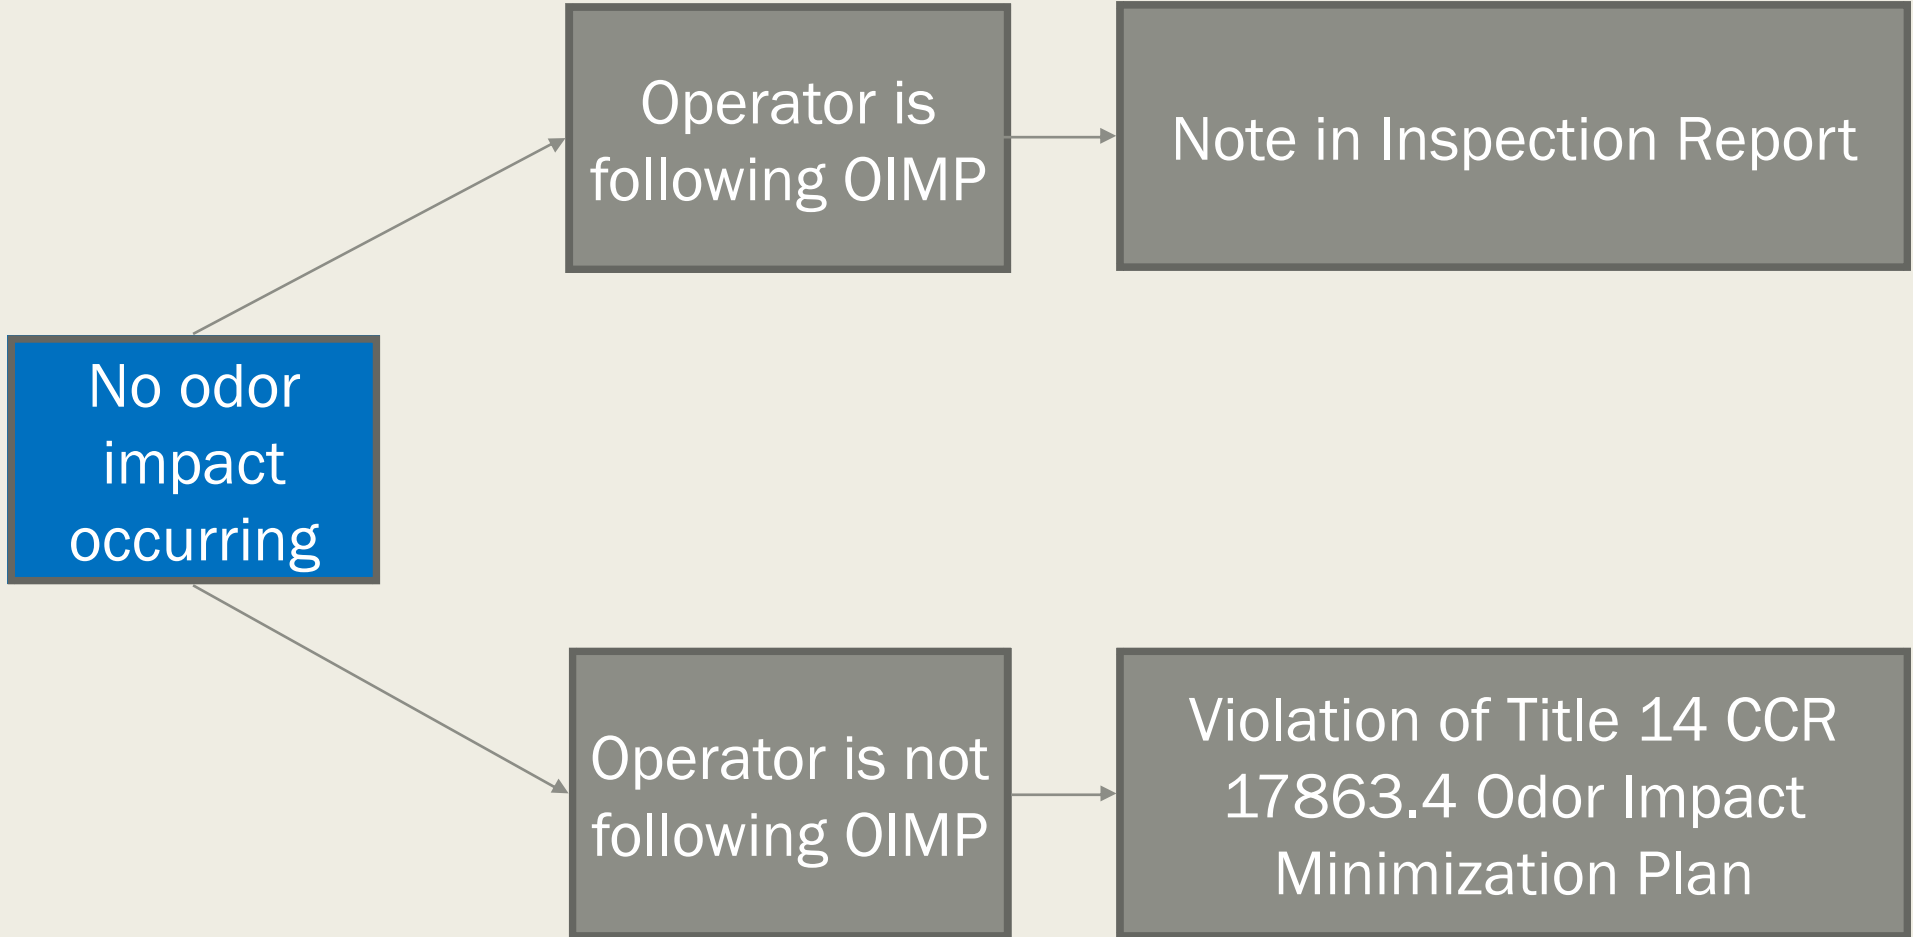 Operator is
following OIMP
Note in Inspection Report
No odor
impact
occurring
Operator is not
following OIMP
Violation of Title 14 CCR
17863.4 Odor Impact
Minimization Plan